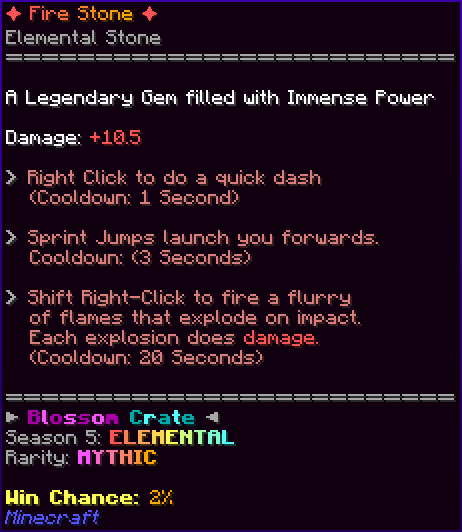 ✦ Fire Stone ✦
Elemental Stone
==================================
A Legendary Gem filled with Immense Power
Damage: +10.5
> Right Click to do a quick dash
(Cooldown: 1 Second)
> Sprint Jumps launch you forwards.
Cooldown: (3 Seconds)
> Shift Right-Click to fire a flurry
of flames that explode on impact.
Each explosion does damage.
(Cooldown: 20 Seconds)
==================================
► Blossom Crate ◄
Season 5: ELEMENTAL
Rarity: MYTHIC
Win Chance: 2%
Minecraft